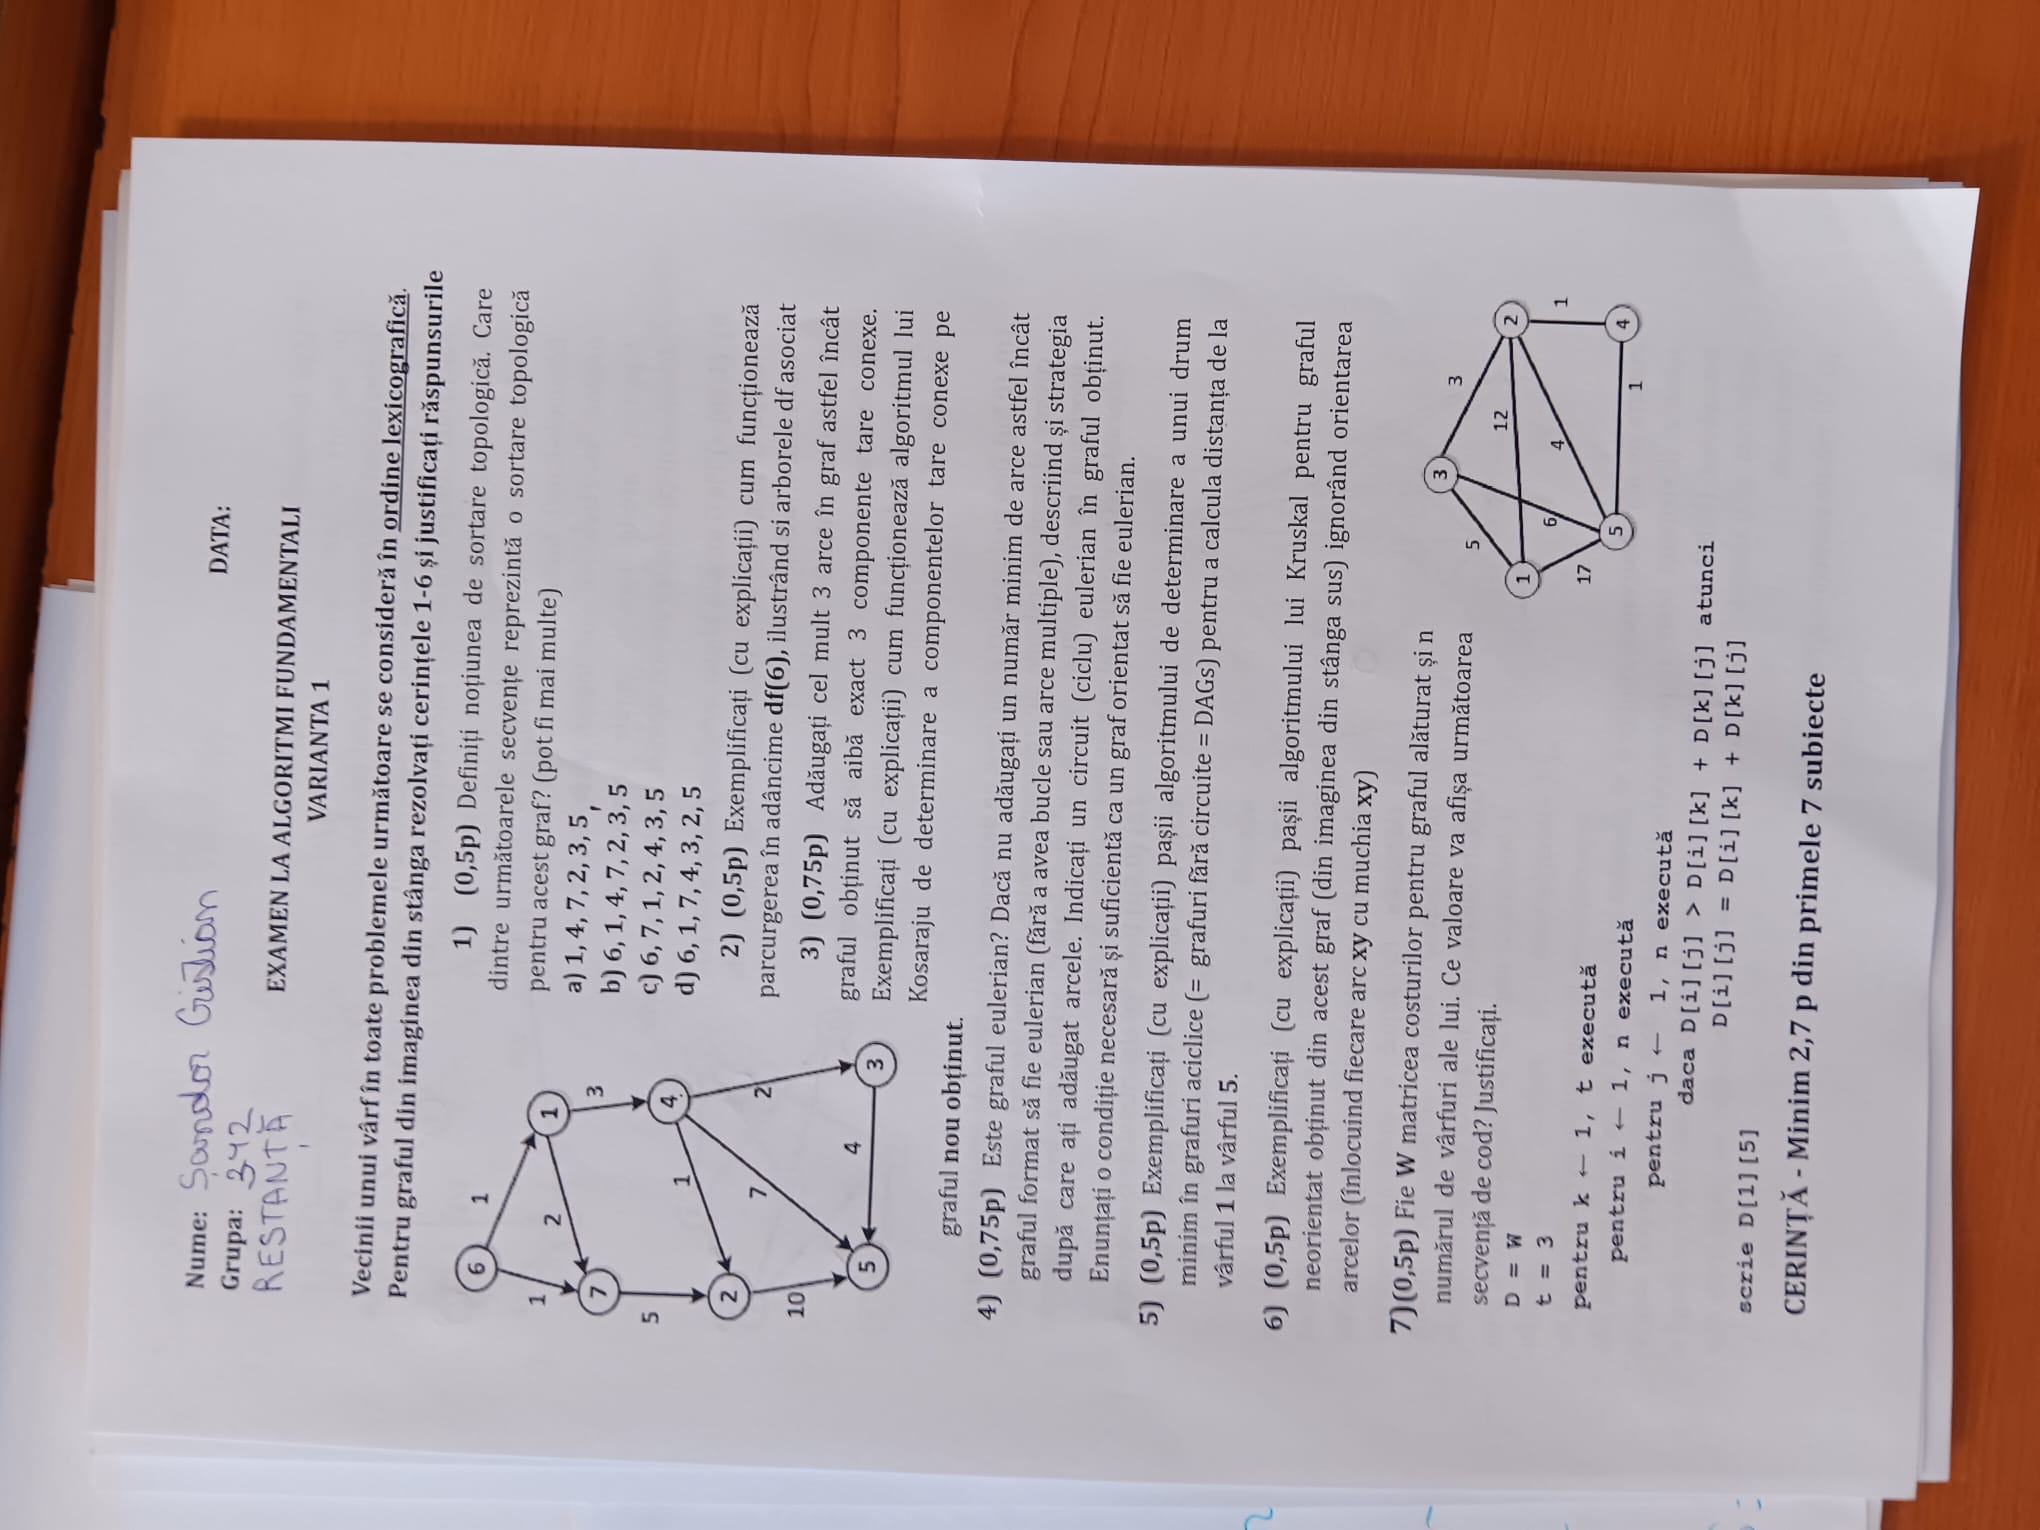 Nume: Șandor Cristian
DATA:
Grupa: 342
RESTANȚĂ
EXAMEN LA ALGORITMI FUNDAMENTALI
VARIANTA 1
Vecinii unui vârf în toate problemele următoare se consideră în ordine lexicografică.
Pentru graful din imaginea din stânga rezolvați cerințele 1-6 și justificați răspunsurile
6
1
1
2
1
7
3
5
4
1
2
7
2
10
4
5
3
1) (0,5p) Definiți noțiunea de sortare topologică. Care
dintre următoarele secvențe reprezintă o sortare topologică
pentru acest graf? (pot fi mai multe)
a) 1, 4, 7, 2, 3, 5
b) 6, 1, 4, 7, 2, 3, 5
c) 6, 7, 1, 2, 4, 3, 5
d) 6, 1, 7, 4, 3, 2, 5
2) (0,5p) Exemplificați (cu explicații) cum funcționează
parcurgerea în adâncime df(6), ilustrând si arborele df asociat
3) (0,75p) Adăugați cel mult 3 arce în graf astfel încât
graful obținut să aibă exact 3 componente tare conexe.
Exemplificați (cu explicații) cum funcționează algoritmul lui
Kosaraju de determinare a componentelor tare conexe pe
graful nou obținut.
4) (0,75p) Este graful eulerian? Dacă nu adăugați un număr minim de arce astfel încât
graful format să fie eulerian (fără a avea bucle sau arce multiple), descriind și strategia
după care ați adăugat arcele. Indicați un circuit (ciclu) eulerian în graful obținut.
Enunțați o condiție necesară și suficientă ca un graf orientat să fie eulerian.
5) (0,5p) Exemplificați (cu explicații) pașii algoritmului de determinare a unui drum
minim în grafuri aciclice (= grafuri fără circuite = DAGs) pentru a calcula distanța de la
vârful 1 la vârful 5.
6) (0,5p) Exemplificați (cu explicații) pașii algoritmului lui Kruskal pentru graful
neorientat obținut din acest graf (din imaginea din stânga sus) ignorând orientarea
arcelor (înlocuind fiecare arc xy cu muchia xy)
7)(0,5p) Fie W matricea costurilor pentru graful alăturat și n
numărul de vârfuri ale lui. Ce valoare va afișa următoarea
secvență de cod? Justificați.
D = W
t = 3
pentru k ← 1, t execută
pentru i ← 1, n execută
pentru j ← 1, n execută
daca D[i][j] > D[i][k] + D[k][j] atunci
D[i][j] = D[i][k] + D[k][j]
scrie D[1][5]
3
5
3
12
2
1
6
4
1
17
5
4
1
CERINȚĂ - Minim 2,7 p din primele 7 subiecte